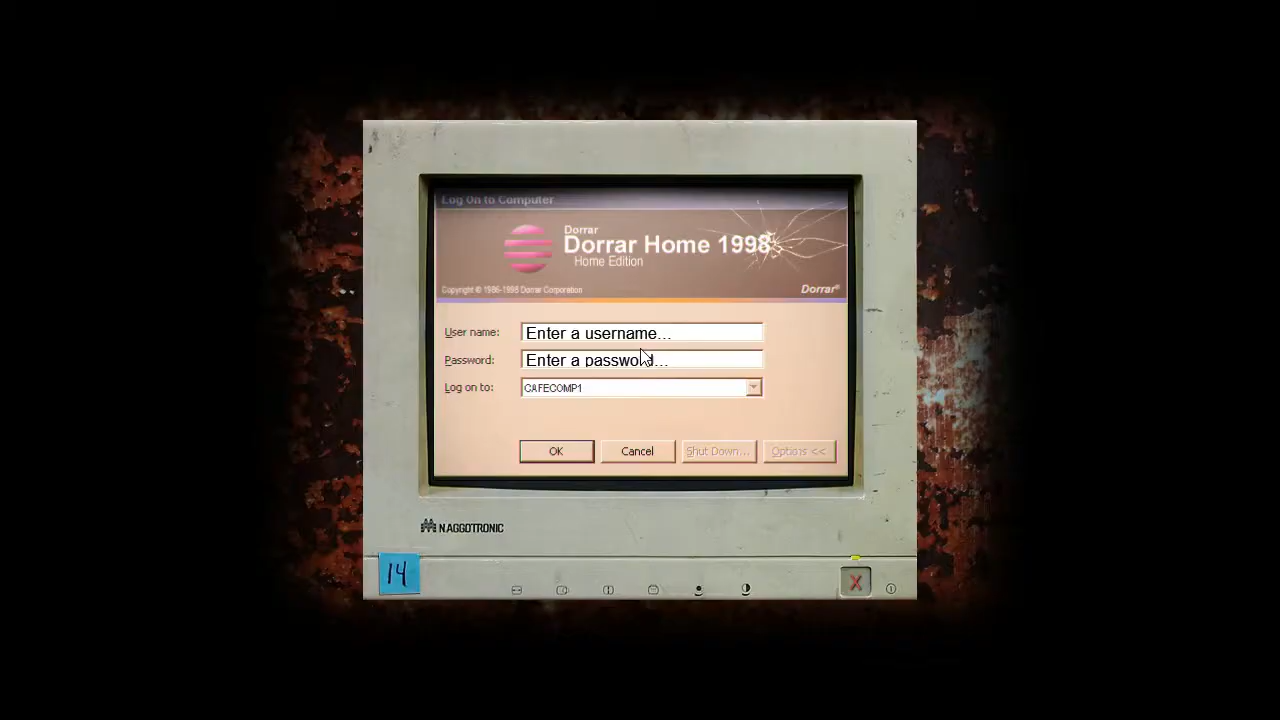 Log On to Computer
Dorrar
Dorrar Home 1998
Home Edition
Copyright © 1986-1998 Dorrar Corporation
Dorrar®
User name: Enter a username...
Password: Enter a password...
Log on to: CAFECOMP1
OK Cancel Shut Down... Options <<
NAGGOTRONIC
14
X